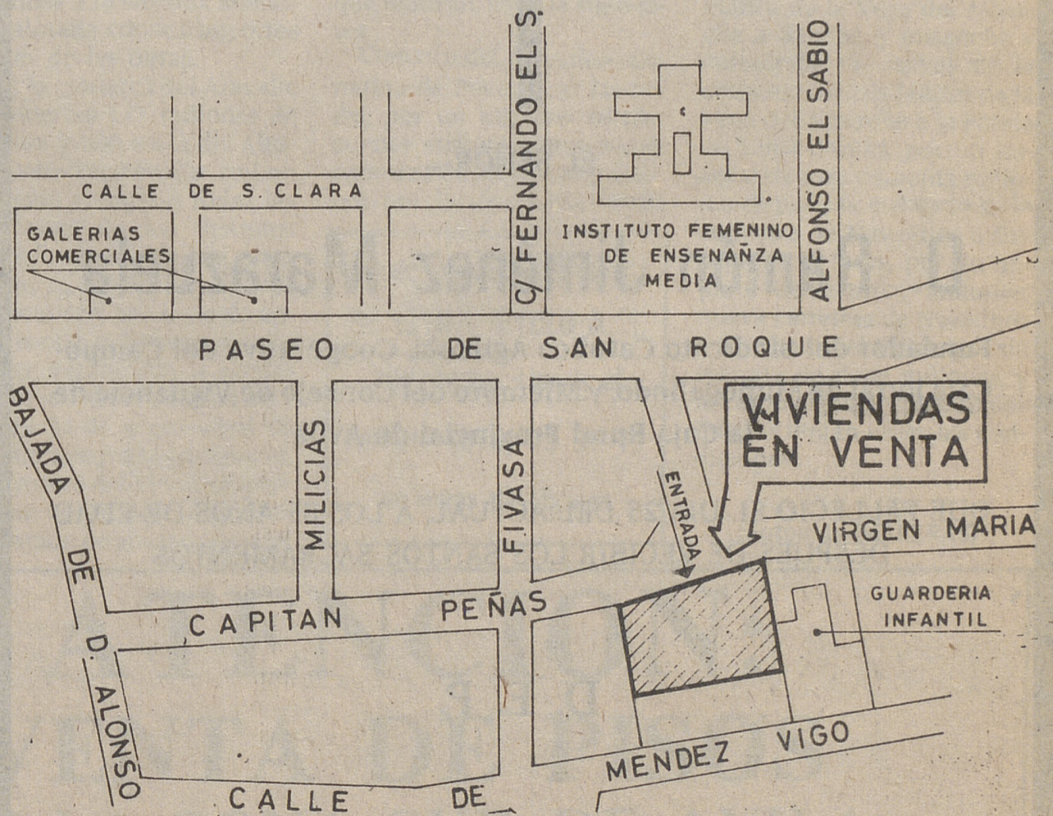 C/ FERNANDO EL S.
ALFONSO EL SABIO
CALLE DE S. CLARA
GALERIAS
COMERCIALES
INSTITUTO FEMENINO
DE ENSEÑANZA
MEDIA
PASEO DE SAN ROQUE
BAJADA DE D. ALONSO
MILICIAS
FIVASA
ENTRADA
VIVIENDAS
EN VENTA
VIRGEN MARIA
GUARDERIA
INFANTIL
CAPITAN PEÑAS
MENDEZ VIGO
CALLE DE